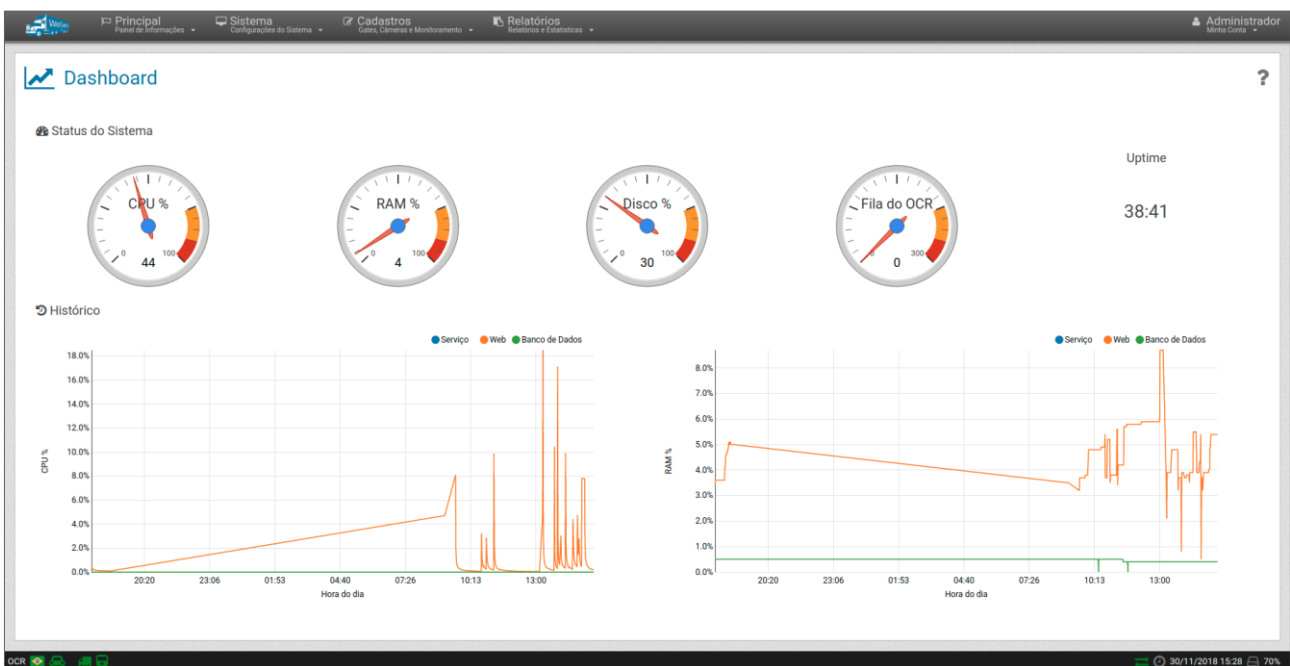 Principal
Painel de Informações
Sistema
Configurações do Sistema
Cadastros
Gates, Câmeras e Monitoramento
Relatórios
Relatórios e Estatísticas
Administrador
Minha Conta
Dashboard
?
Status do Sistema
CPU %
0
100
44
RAM %
0
100
4
Disco %
0
100
30
Fila do OCR
0
300
0
Uptime
38:41
Histórico
Serviço Web Banco de Dados
18.0%
16.0%
14.0%
12.0%
10.0%
8.0%
6.0%
4.0%
2.0%
0.0%
CPU %
20:20 23:06 01:53 04:40 07:26 10:13 13:00
Hora do dia
Serviço Web Banco de Dados
8.0%
7.0%
6.0%
5.0%
4.0%
3.0%
2.0%
1.0%
0.0%
RAM %
20:20 23:06 01:53 04:40 07:26 10:13 13:00
Hora do dia
OCR
30/11/2018 15:28 70%